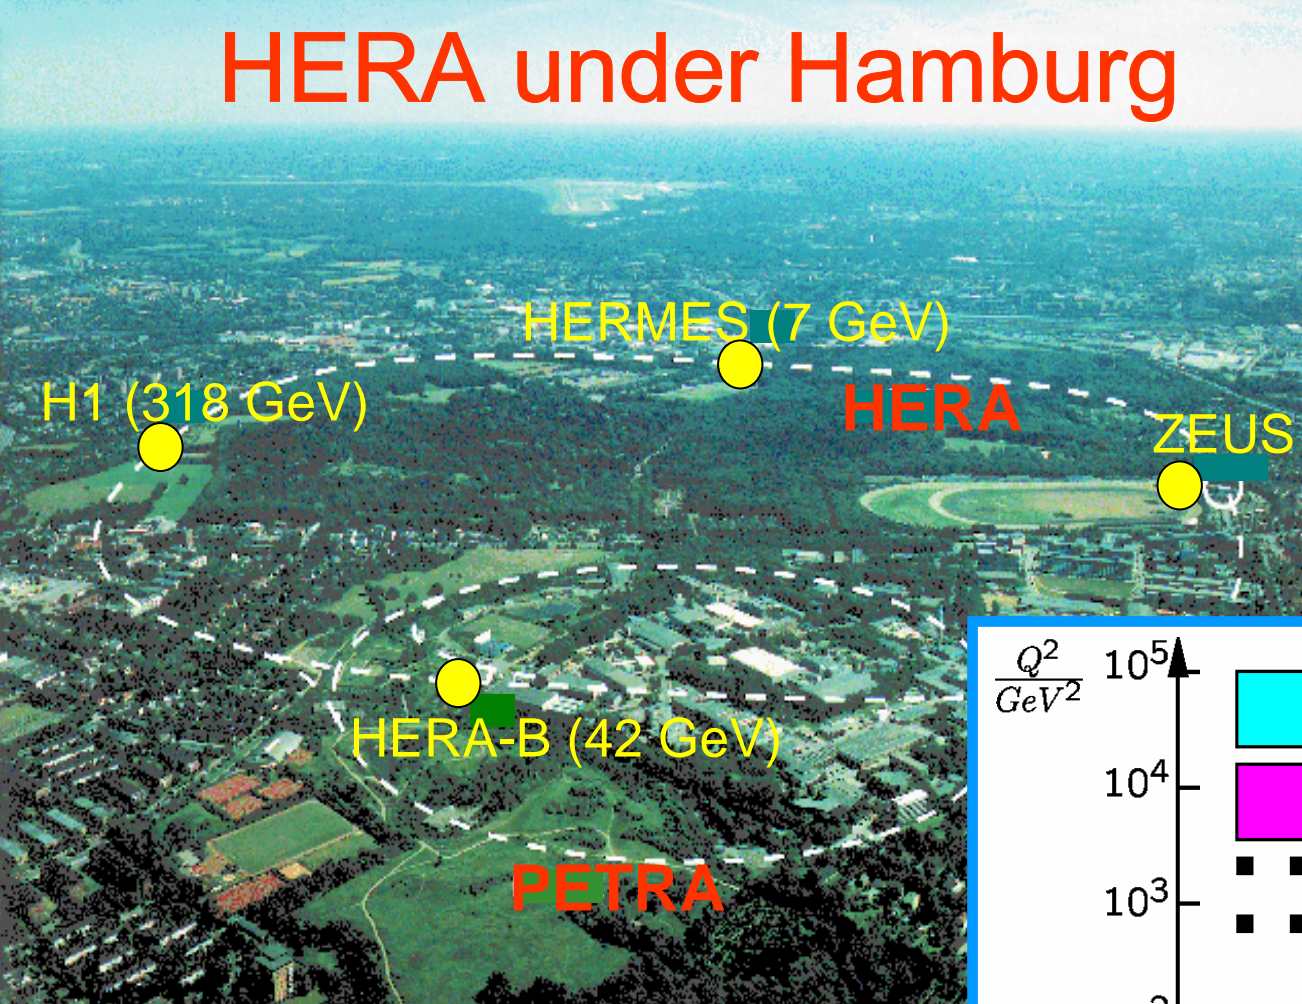 HERA under Hamburg
HERMES (7 GeV)
H1 (318 GeV)
HERA
ZEUS
HERA-B (42 GeV)
PETRA
Q²
GeV²
10⁵
10⁴
10³